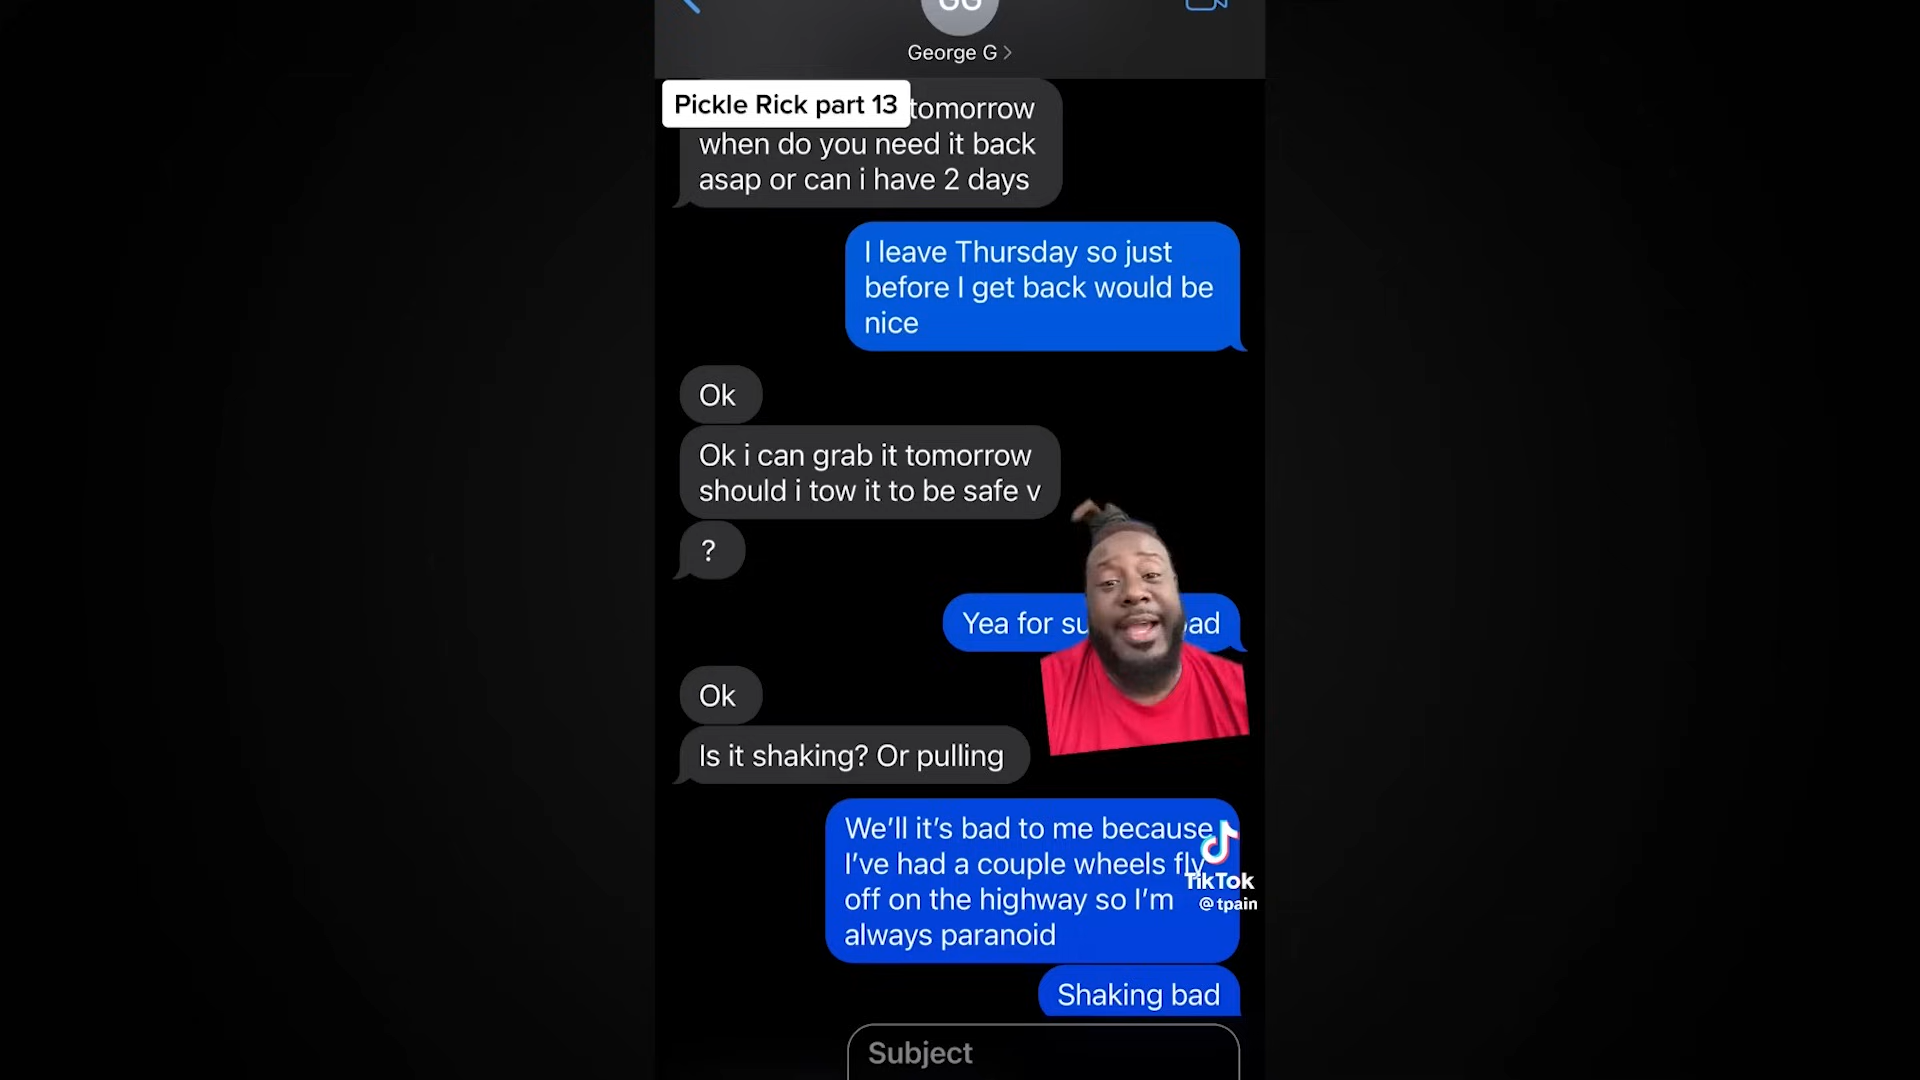 GG
George G
Pickle Rick part 13
tomorrow
when do you need it back
asap or can i have 2 days
I leave Thursday so just
before I get back would be
nice
Ok
Ok i can grab it tomorrow
should i tow it to be safe v
?
Yea for
Ok
Is it shaking? Or pulling
We'll it's bad to me because
I've had a couple wheels fly
off on the highway so I'm
always paranoid
TikTok
@tpain
Shaking bad
Subject